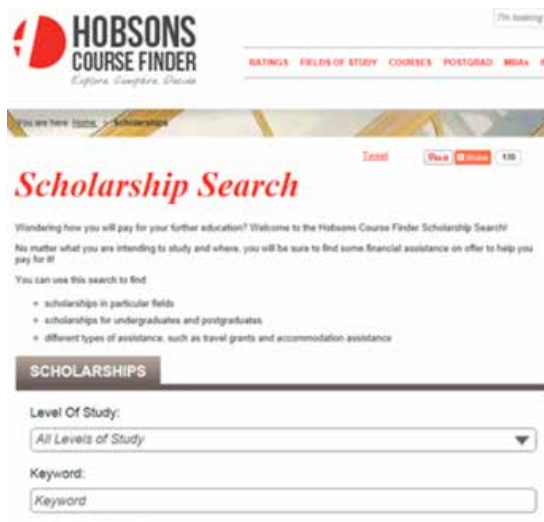 HOBSONS
COURSE FINDER
Explore Compare Decide
I'm looking
RATINGS FIELDS OF STUDY COURSES POSTGRAD MBAs
You are here Home > Scholarships
Tweet Pin it Share 130
Scholarship Search
Wondering how you will pay for your further education? Welcome to the Hobsons Course Finder Scholarship Search!
No matter what you are intending to study and where, you will be sure to find some financial assistance on offer to help you
pay for it!
You can use this search to find
scholarships in particular fields
scholarships for undergraduates and postgraduates
different types of assistance, such as travel grants and accommodation assistance
SCHOLARSHIPS
Level Of Study:
All Levels of Study
Keyword:
Keyword